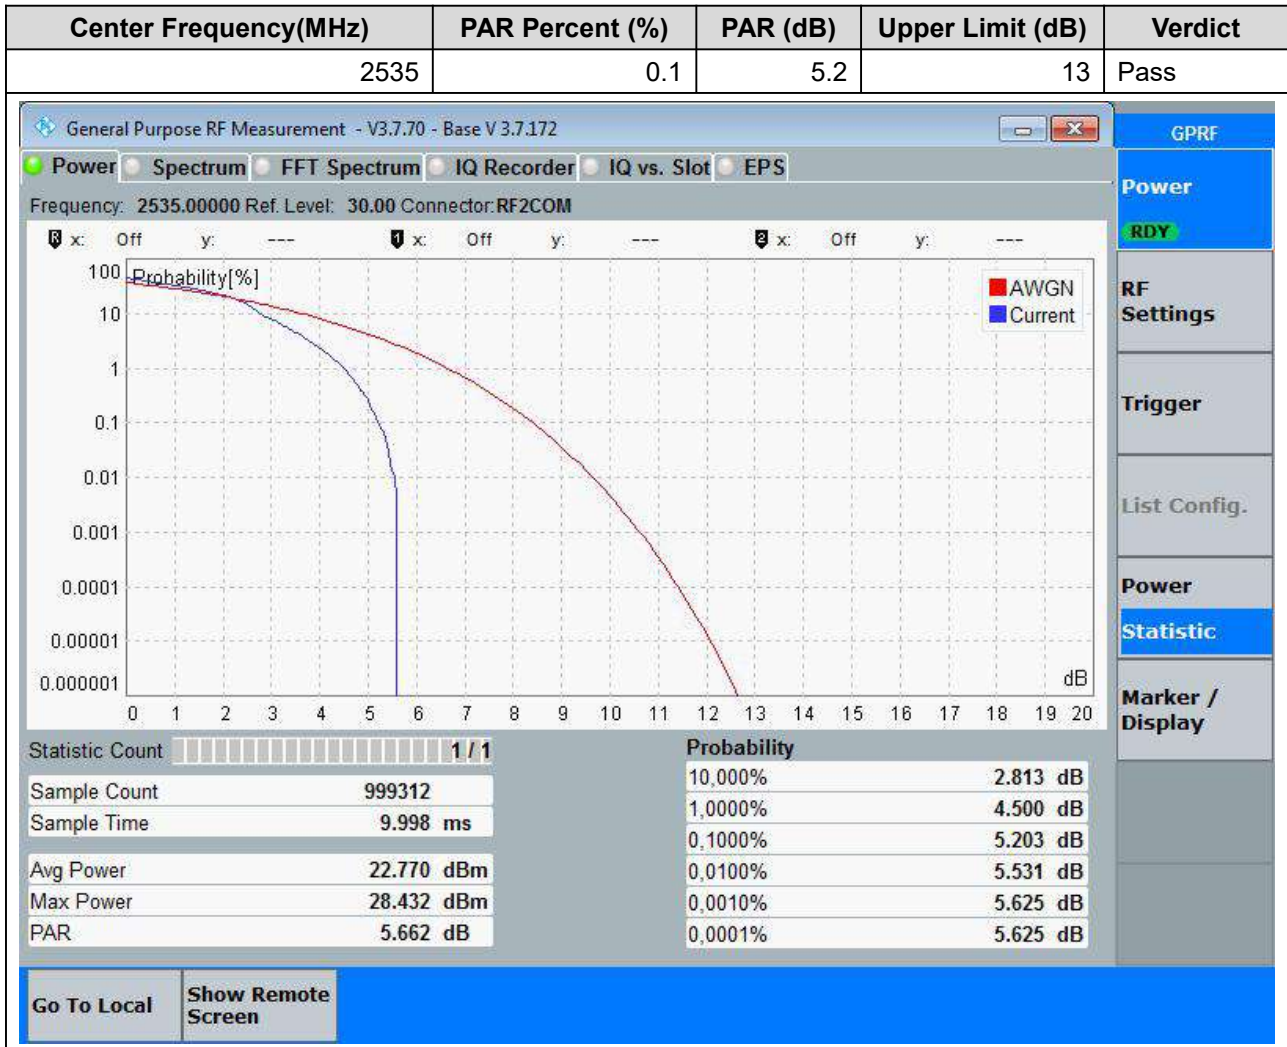 Center Frequency(MHz) PAR Percent (%) PAR (dB) Upper Limit (dB) Verdict
2535 0.1 5.2 13 Pass
General Purpose RF Measurement - V3.7.70 - Base V 3.7.172
GPRF
Power Spectrum FFT Spectrum IQ Recorder IQ vs. Slot EPS
Frequency: 2535.00000 Ref. Level: 30.00 Connector:RF2COM
R x: Off y: --- 1 x: Off y: --- 2 x: Off y: ---
Probability[%]
AWGN
Current
100
10
1
0.1
0.01
0.001
0.0001
0.00001
0.000001
dB
0 1 2 3 4 5 6 7 8 9 10 11 12 13 14 15 16 17 18 19 20
Statistic Count 1 / 1
Sample Count 999312
Sample Time 9.998 ms
Avg Power 22.770 dBm
Max Power 28.432 dBm
PAR 5.662 dB
Probability
10,000% 2.813 dB
1,0000% 4.500 dB
0,1000% 5.203 dB
0,0100% 5.531 dB
0,0010% 5.625 dB
0,0001% 5.625 dB
Power
RDY
RF
Settings
Trigger
List Config.
Power
Statistic
Marker /
Display
Go To Local
Show Remote
Screen